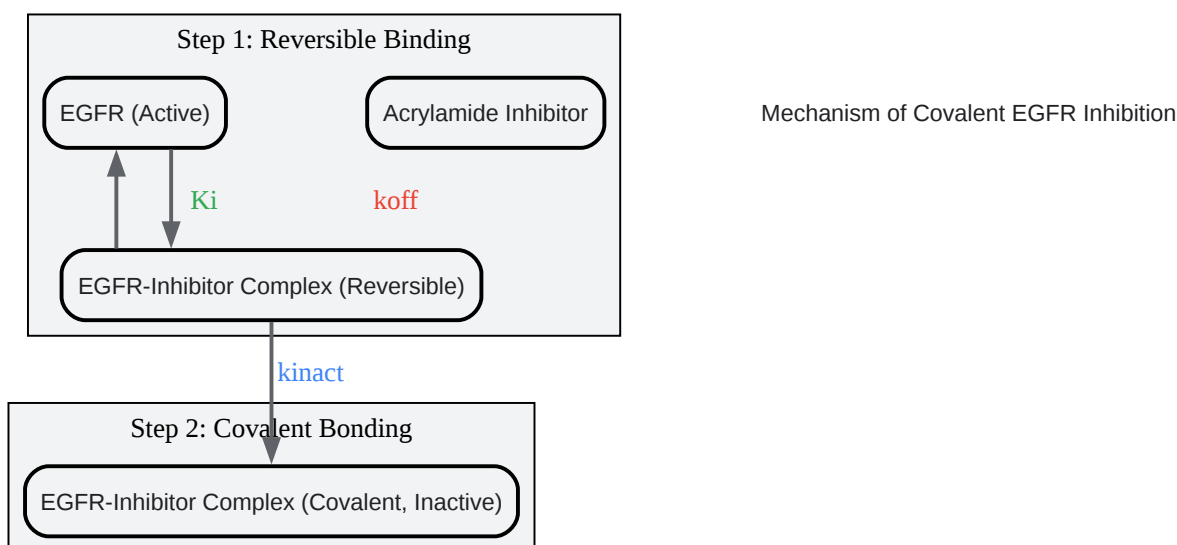 Step 1: Reversible Binding
EGFR (Active)
Acrylamide Inhibitor
Mechanism of Covalent EGFR Inhibition
Ki
koff
EGFR-Inhibitor Complex (Reversible)
kinact
Step 2: Covalent Bonding
EGFR-Inhibitor Complex (Covalent, Inactive)